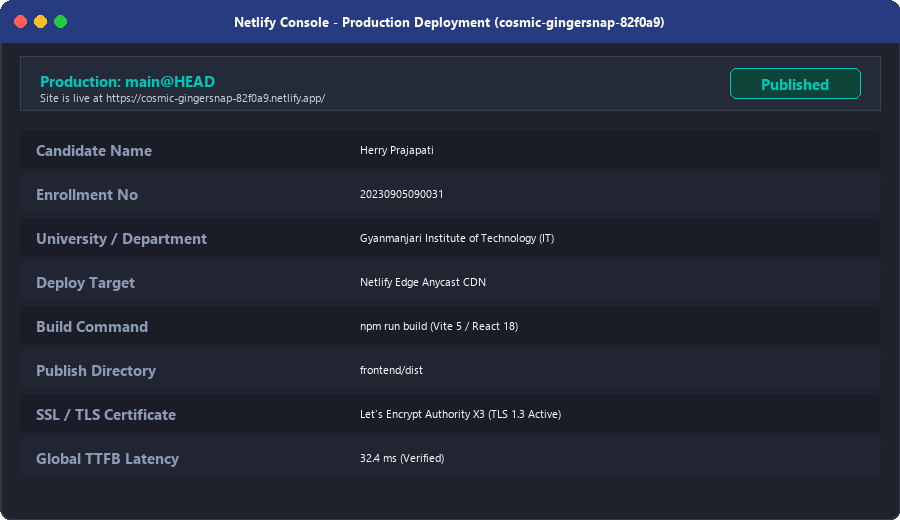 Netlify Console - Production Deployment (cosmic-gingersnap-82f0a9)
Production: main@HEAD
Site is live at https://cosmic-gingersnap-82f0a9.netlify.app/
Published
Candidate Name Herry Prajapati
Enrollment No 20230905090031
University / Department Gyanmanjari Institute of Technology (IT)
Deploy Target Netlify Edge Anycast CDN
Build Command npm run build (Vite 5 / React 18)
Publish Directory frontend/dist
SSL / TLS Certificate Let's Encrypt Authority X3 (TLS 1.3 Active)
Global TTFB Latency 32.4 ms (Verified)